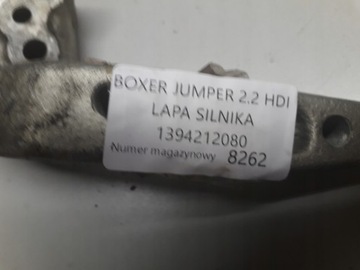 BOXER JUMPER 2.2 HDI
LAPA SILNIKA
1394212080
Numer magazynowy 8262